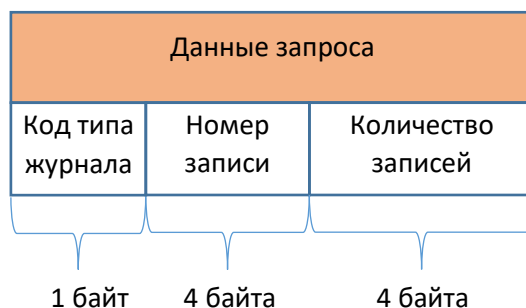 Данные запроса
Код типа
журнала
Номер
записи
Количество
записей
1 байт
4 байта
4 байта